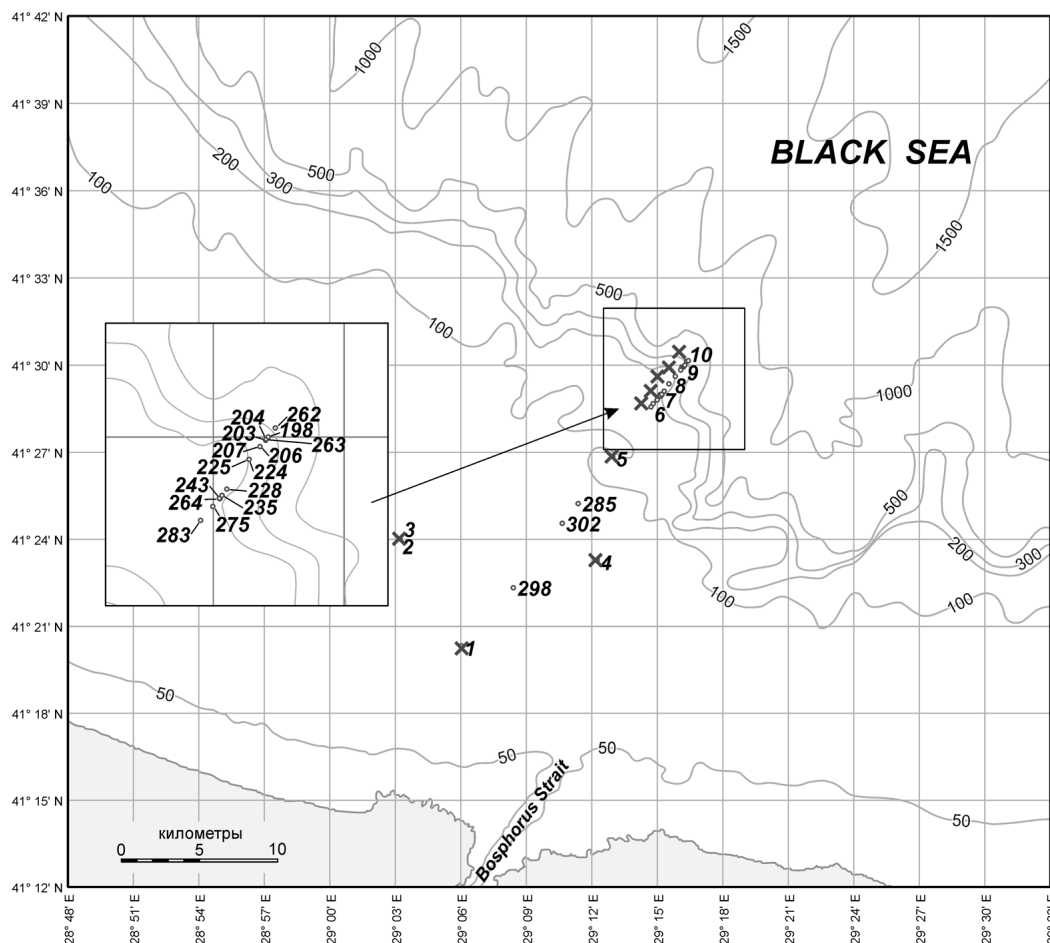 41° 42' N
41° 39' N
41° 36' N
41° 33' N
41° 30' N
41° 27' N
41° 24' N
41° 21' N
41° 18' N
41° 15' N
41° 12' N
1000
1500
BLACK SEA
200
300
500
100
1500
500
100
10
9
8
7
6
1000
204
262
203
198
263
207
206
225
224
243
228
264
235
275
283
5
285
302
500
3
2
4
200
300
298
100
100
1
50
50
50
50
Bosphorus Strait
километры
0
5
10
28° 48' E
28° 51' E
28° 54' E
28° 57' E
29° 00' E
29° 03' E
29° 06' E
29° 09' E
29° 12' E
29° 15' E
29° 18' E
29° 21' E
29° 24' E
29° 27' E
29° 30' E